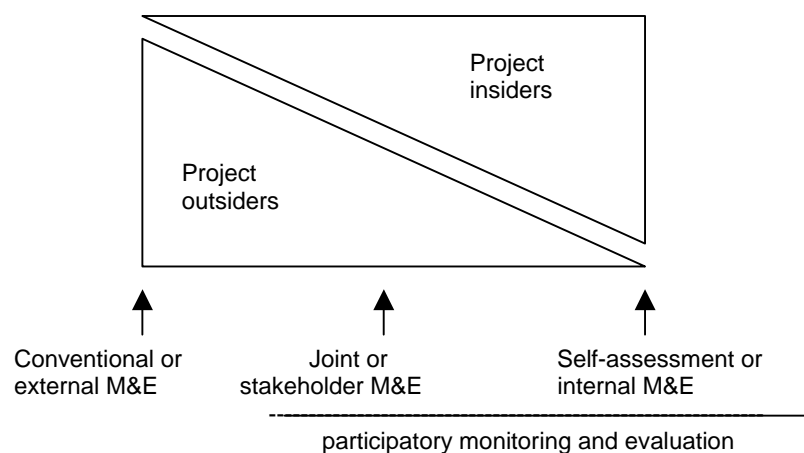 Project
insiders
Project
outsiders
Conventional or
external M&E
Joint or
stakeholder M&E
Self-assessment or
internal M&E
participatory monitoring and evaluation